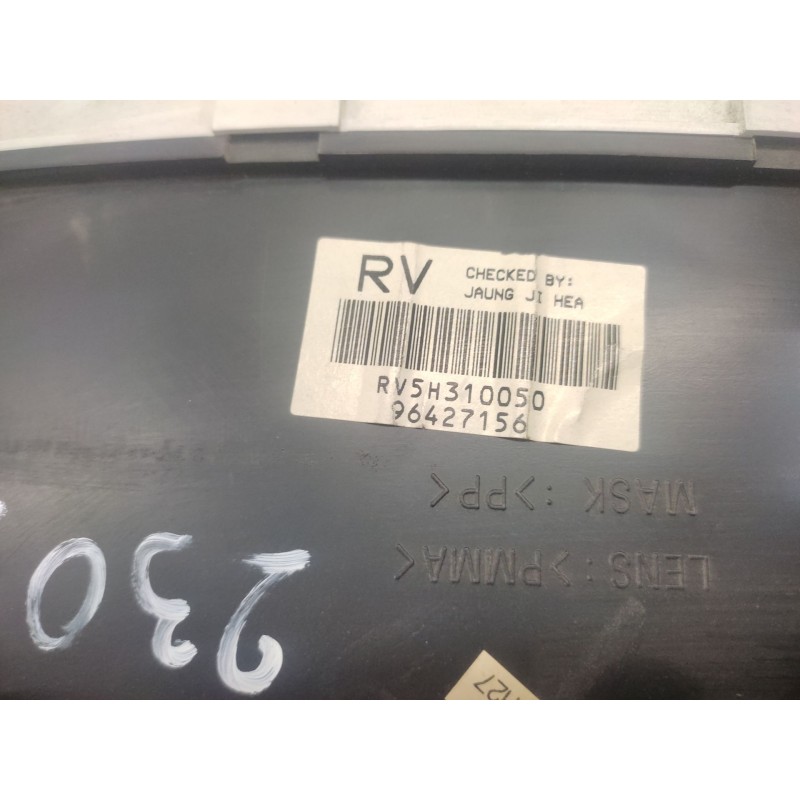 RV
CHECKED BY:
JAUNG JI HEA
RV5H310050
96427156
MASK : >PP<
LENS : >PMMA<
230